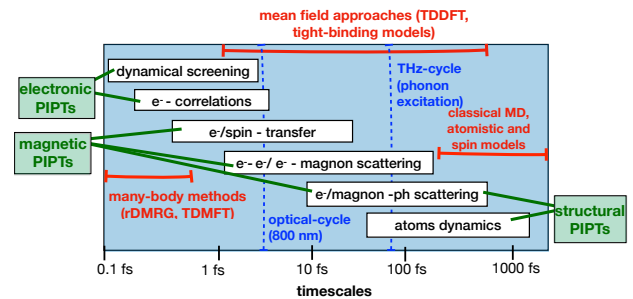 mean field approaches (TDDFT,
tight-binding models)
dynamical screening
THz-cycle
(phonon
excitation)
electronic
PIPTs
e⁻ - correlations
classical MD,
atomistic and
spin models
e⁻/spin - transfer
magnetic
PIPTs
e⁻- e⁻/ e⁻ - magnon scattering
many-body methods
(rDMRG, TDMFT)
e⁻/magnon -ph scattering
optical-cycle
(800 nm)
atoms dynamics
structural
PIPTs
0.1 fs
1 fs
10 fs
100 fs
1000 fs
timescales